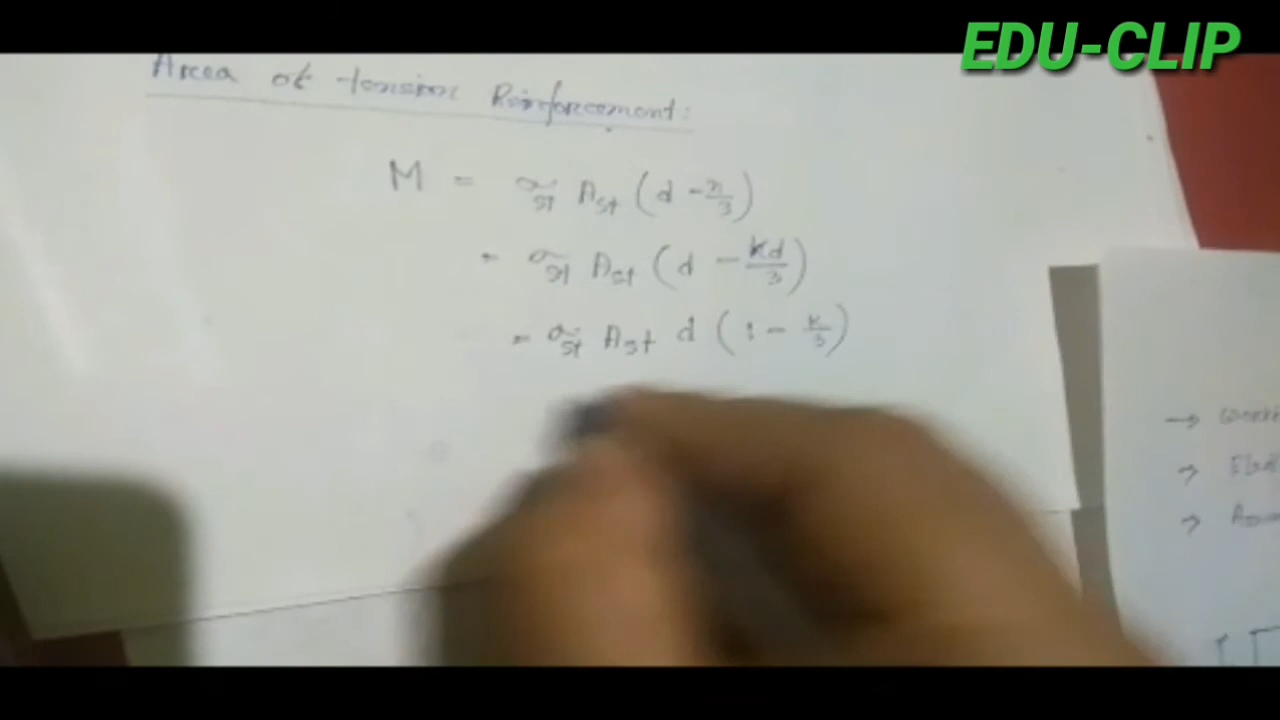 EDU-CLIP
Area of tension Reinforcement:
M = σst Ast (d - n/3)
= σst Ast (d - kd/3)
= σst Ast d (1 - k/3)
→
→
→